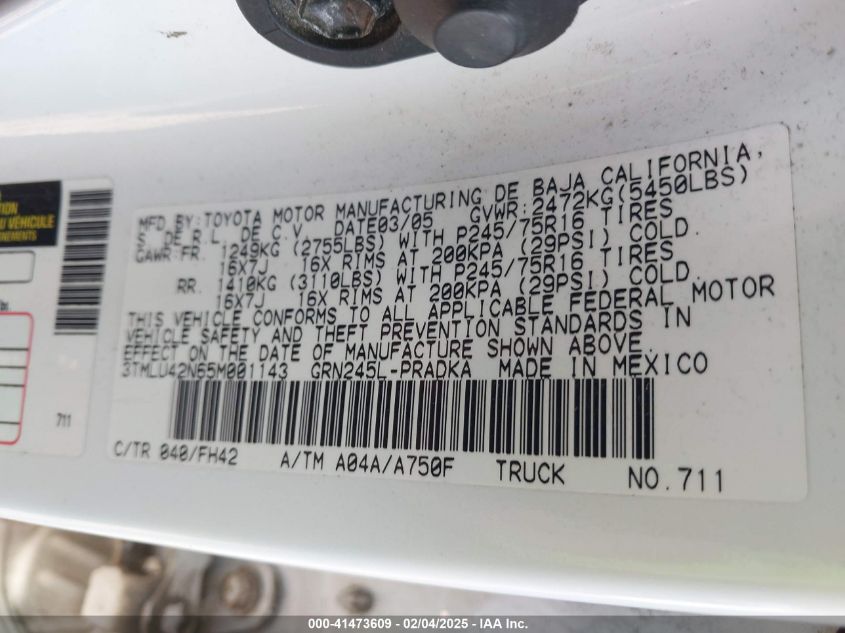 MFD. BY: TOYOTA MOTOR MANUFACTURING DE BAJA CALIFORNIA,
S. DE R.L. DE C.V. DATE 03/05 GVWR: 2472KG(5450LBS)
GAWR: FR. 1249KG (2755LBS) WITH P245/75R16 TIRES
16X7J 16X RIMS AT 200KPA (29PSI) COLD.
RR. 1410KG (3110LBS) WITH P245/75R16 TIRES
16X7J 16X RIMS AT 200KPA (29PSI) COLD.
THIS VEHICLE CONFORMS TO ALL APPLICABLE FEDERAL MOTOR
VEHICLE SAFETY AND THEFT PREVENTION STANDARDS IN
EFFECT ON THE DATE OF MANUFACTURE SHOWN ABOVE.
3TMLU42N65M001143 GRN245L-PRADKA MADE IN MEXICO
C/TR 040/FH42 A/TM A04A/A750F TRUCK NO.711
VÉHICULE
711
000-41473609 - 02/04/2025 - IAA Inc.